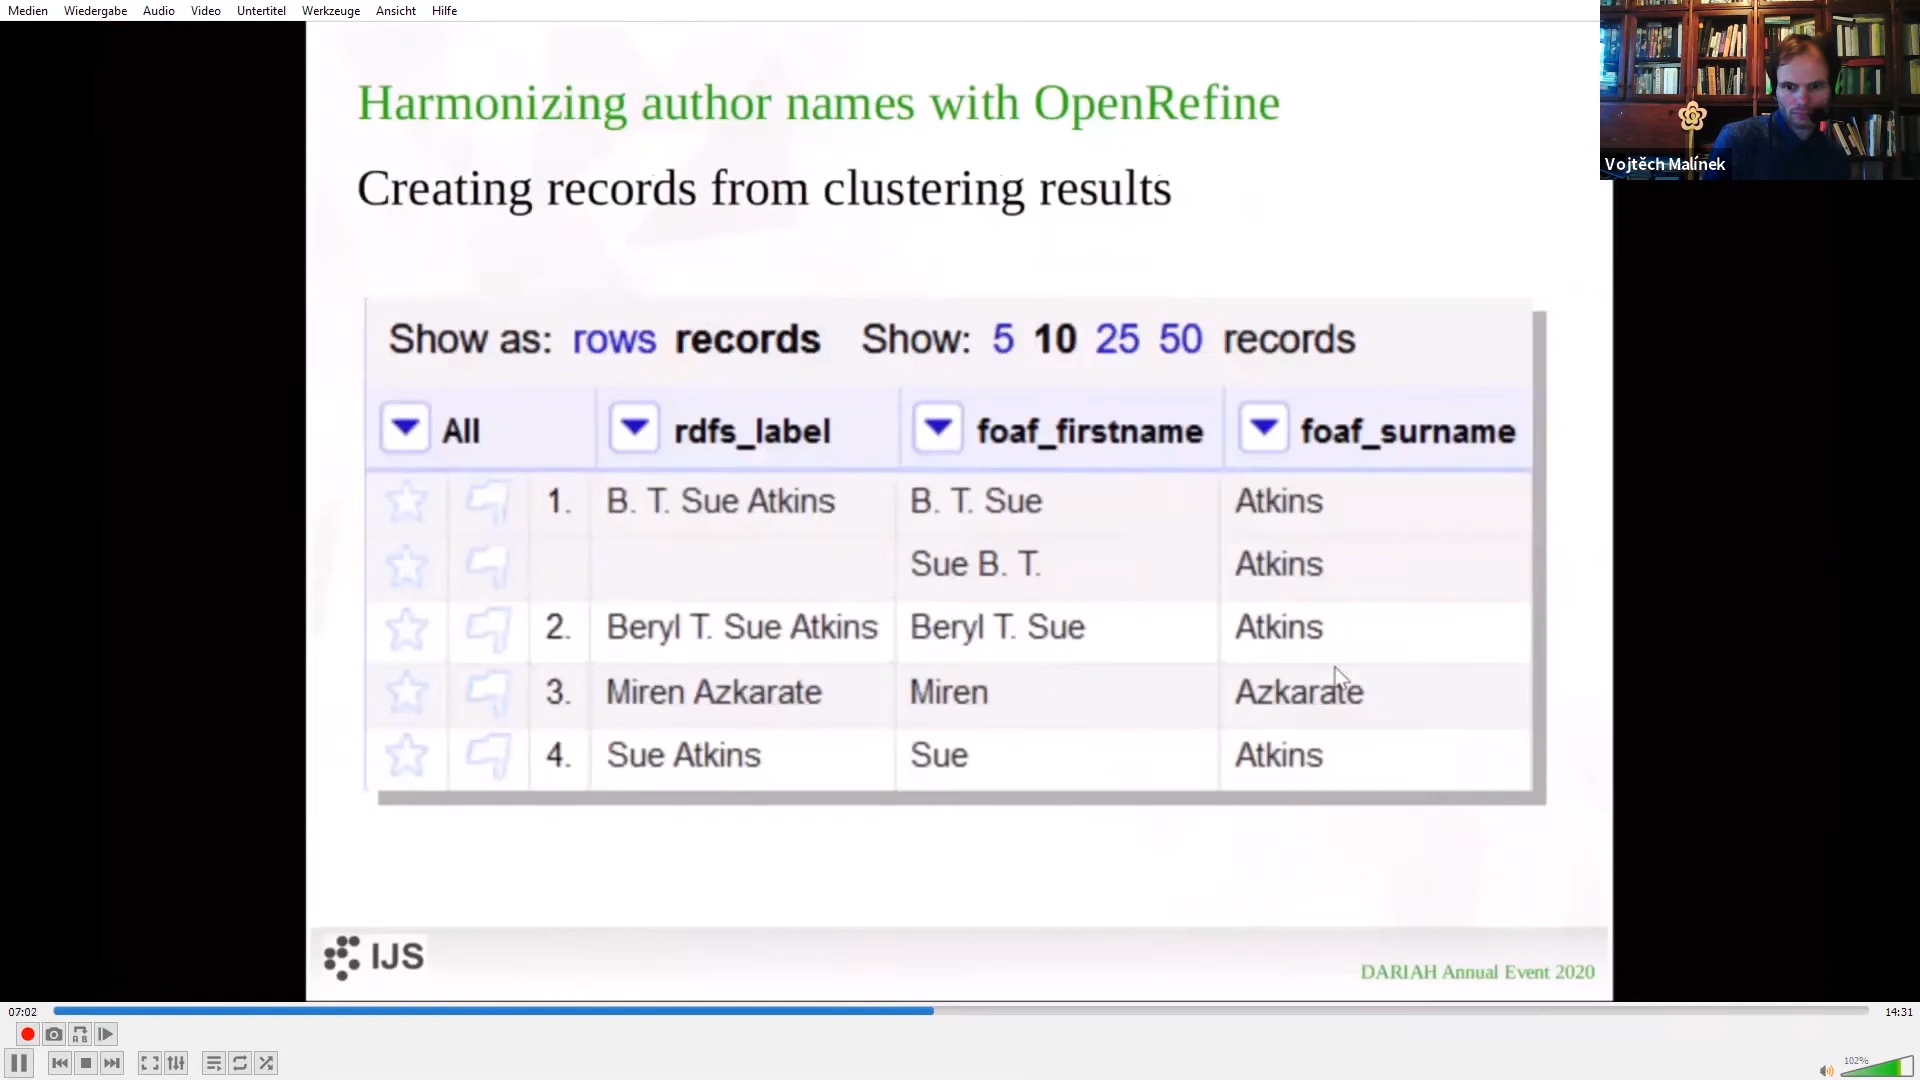 Medien Wiedergabe Audio Video Untertitel Werkzeuge Ansicht Hilfe
Harmonizing author names with OpenRefine
Creating records from clustering results
Vojtěch Malínek
Show as: rows records Show: 5 10 25 50 records
All rdfs_label foaf_firstname foaf_surname
1. B. T. Sue Atkins B. T. Sue Atkins
Sue B. T. Atkins
2. Beryl T. Sue Atkins Beryl T. Sue Atkins
3. Miren Azkarate Miren Azkarate
4. Sue Atkins Sue Atkins
IJS
DARIAH Annual Event 2020
07:02 14:31
A B
102%